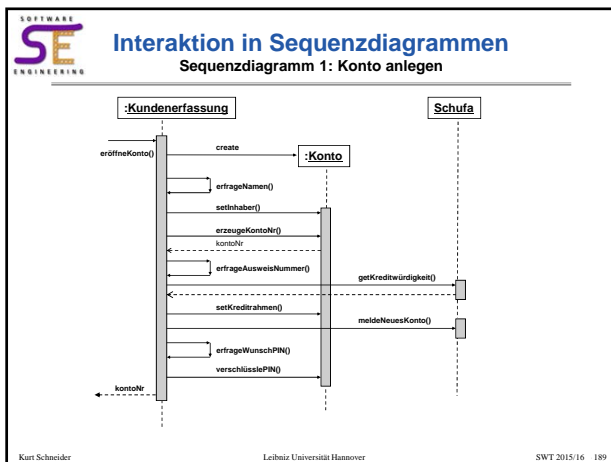 SOFTWARE
SE
ENGINEERING
Interaktion in Sequenzdiagrammen
Sequenzdiagramm 1: Konto anlegen
:Kundenerfassung
Schufa
eröffneKonto()
create
:Konto
erfrageNamen()
setInhaber()
erzeugeKontoNr()
kontoNr
erfrageAusweisNummer()
getKreditwürdigkeit()
setKreditrahmen()
meldeNeuesKonto()
erfrageWunschPIN()
verschlüsslePIN()
kontoNr
Kurt Schneider
Leibniz Universität Hannover
SWT 2015/16 189